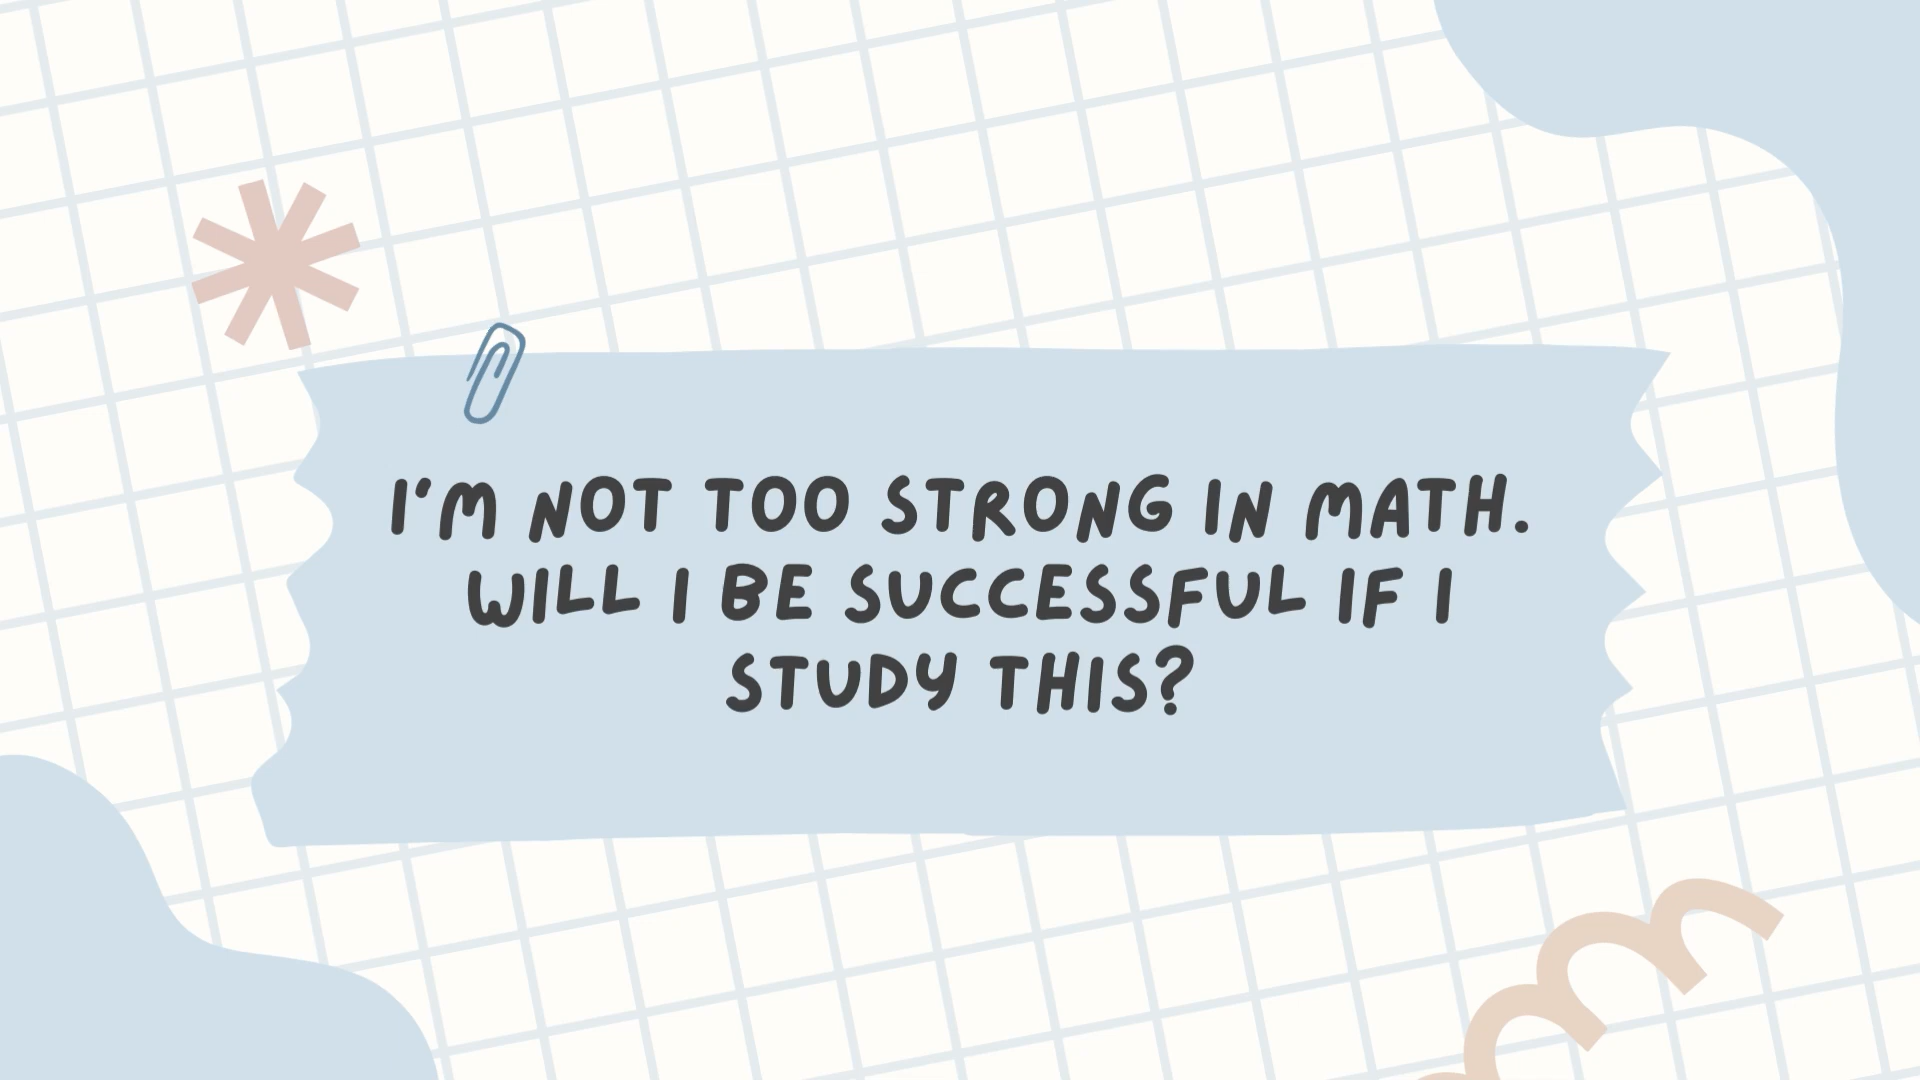 I'M NOT TOO STRONG IN MATH.
WILL I BE SUCCESSFUL IF I
STUDY THIS?